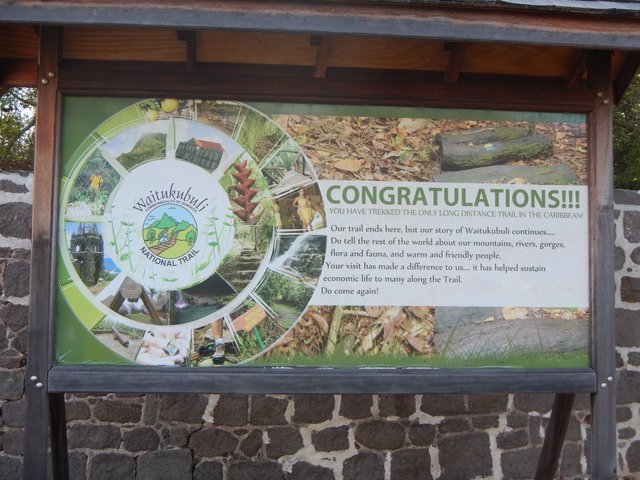 WAITUKUBULI
COMMONWEALTH OF DOMINICA
NATIONAL TRAIL
CONGRATULATIONS!!!
YOU HAVE TREKKED THE ONLY LONG DISTANCE TRAIL IN THE CARIBBEAN!
Our trail ends here, but our story of Waitukubuli continues....
Do tell the rest of the world about our mountains, rivers, gorges,
flora and fauna, and warm and friendly people.
Your visit has made a difference to us.... it has helped sustain
economic life to many along the Trail.
Do come again!